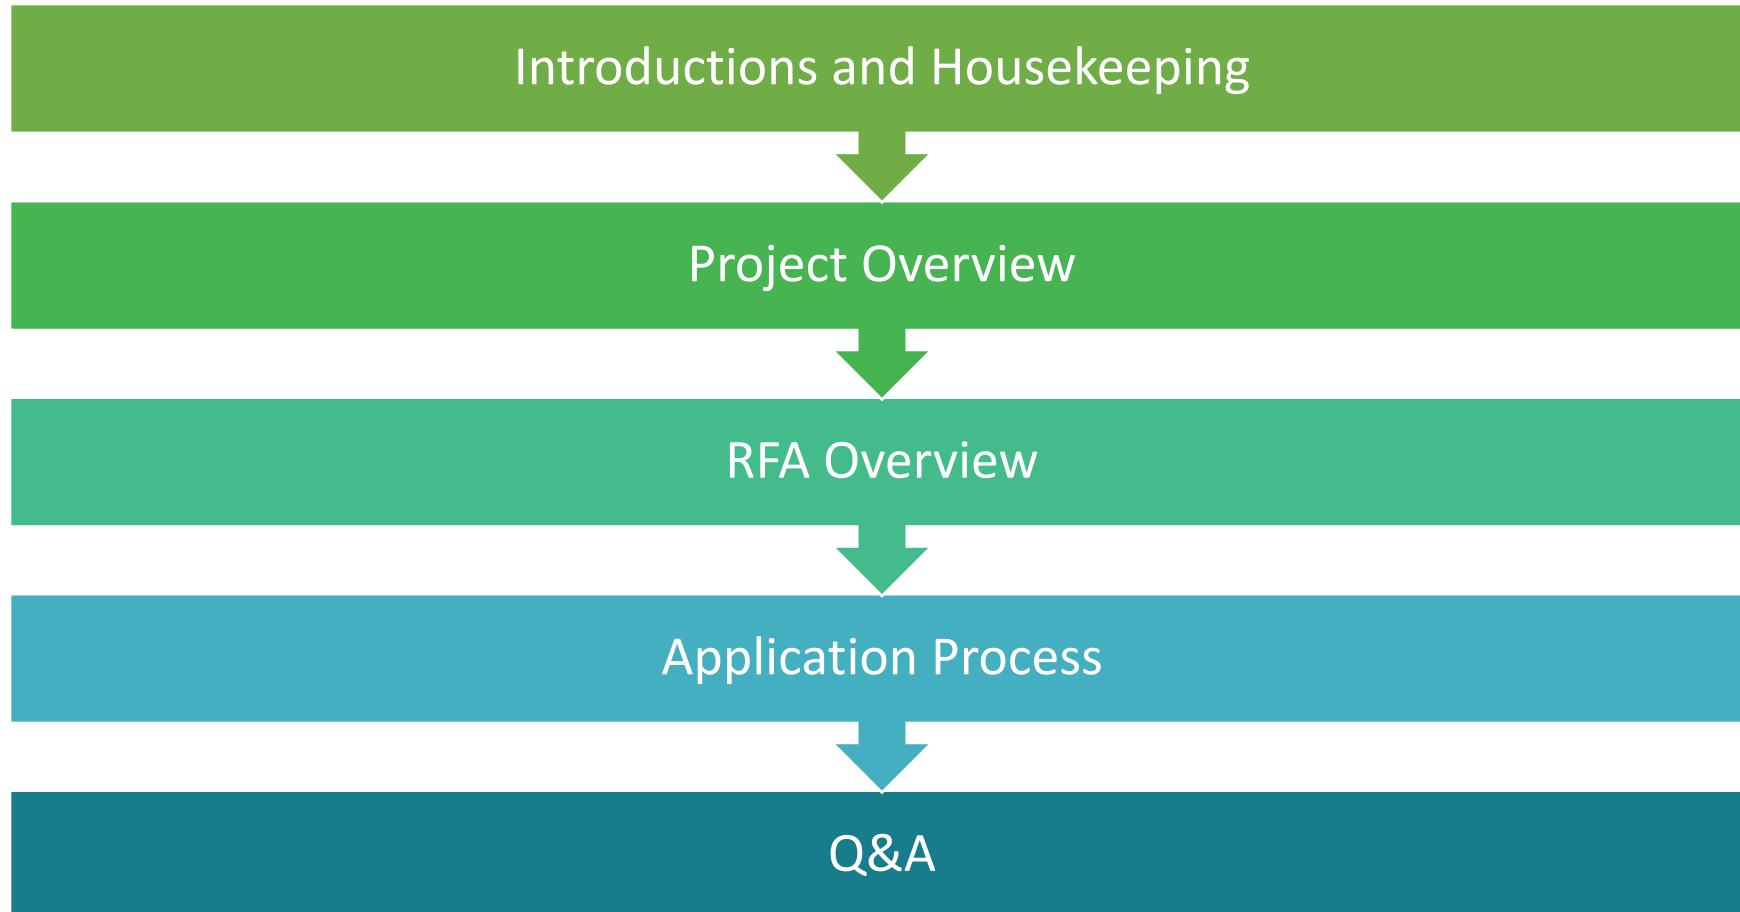 Introductions and Housekeeping
Project Overview
RFA Overview
Application Process
Q&A